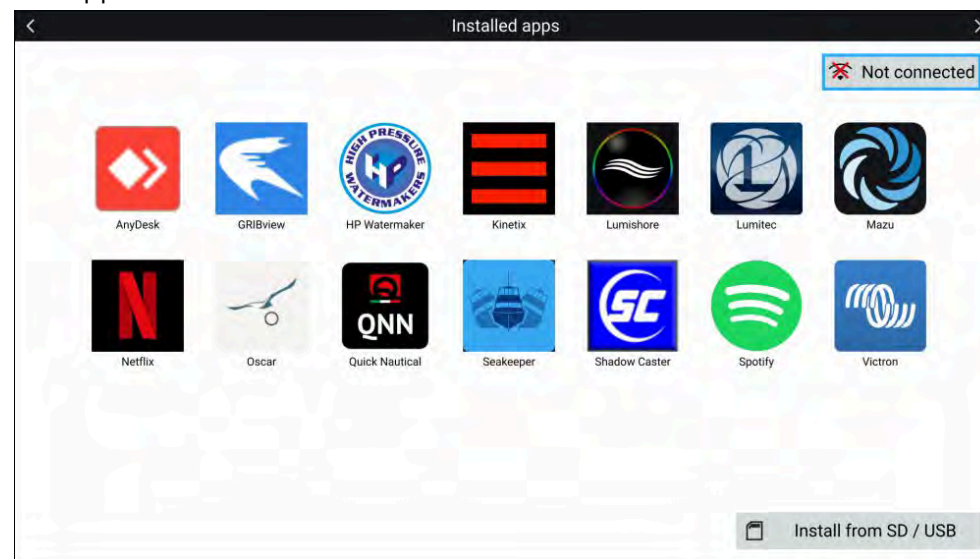 Installed apps
Not connected
HIGH PRESSURE
HP
WATERMAKERS
L
AnyDesk
GRIBview
HP Watermaker
Kinetix
Lumishore
Lumitec
Mazu
N
QNN
SC
Netflix
Oscar
Quick Nautical
Seakeeper
Shadow Caster
Spotify
Victron
Install from SD / USB